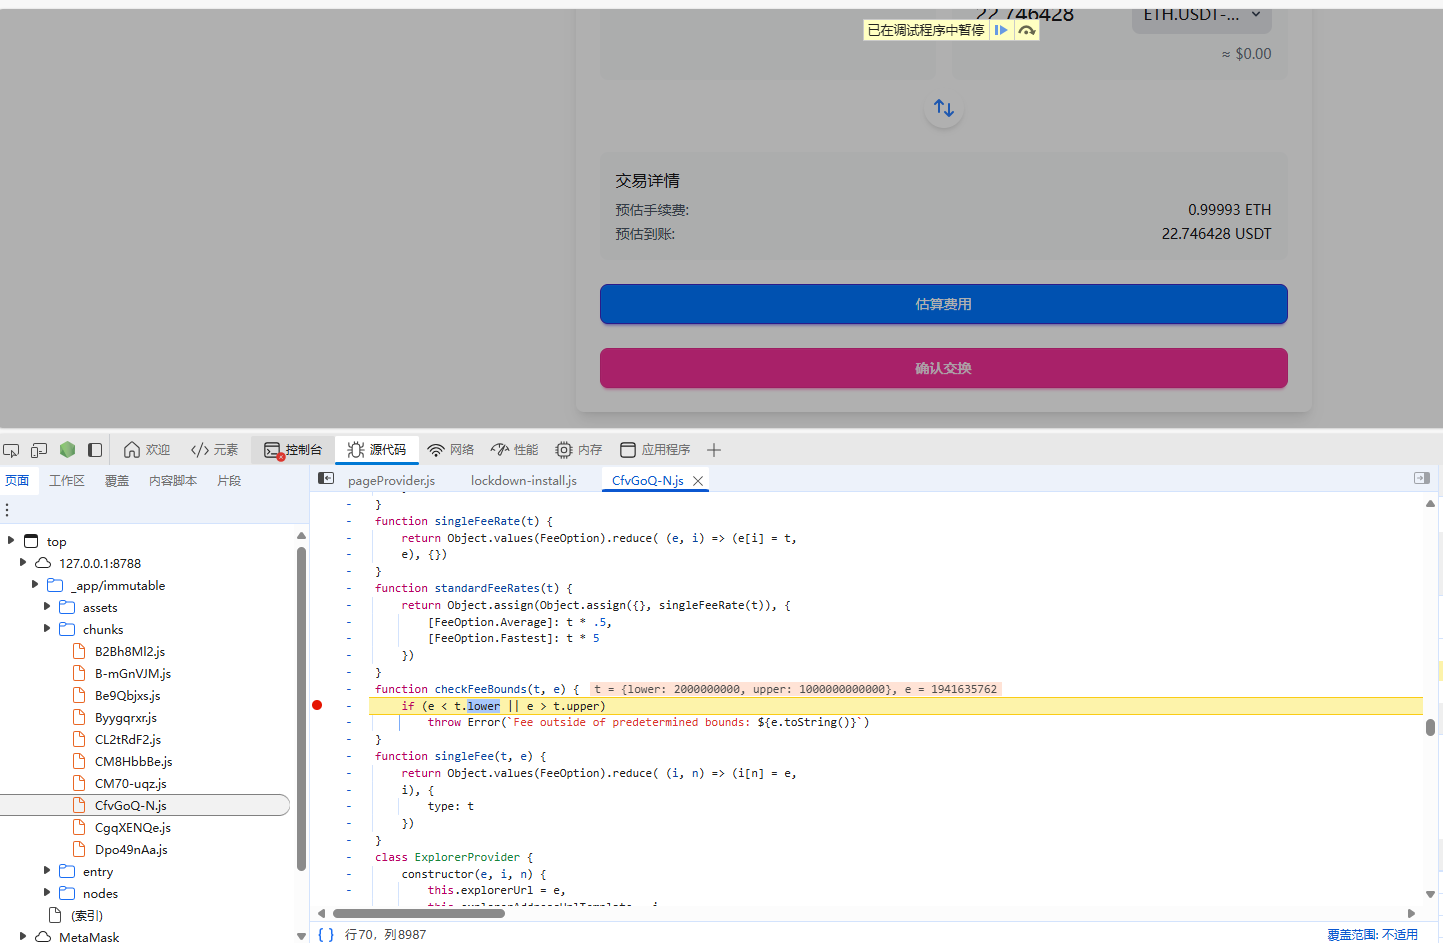 22.746428
ETH.USDT-...
已在调试程序中暂停
≈ $0.00
交易详情
预估手续费:
0.99993 ETH
预估到账:
22.746428 USDT
估算费用
确认交换
欢迎
元素
控制台
源代码
网络
性能
内存
应用程序
页面
工作区
覆盖
内容脚本
片段
pageProvider.js
lockdown-install.js
CfvGoQ-N.js
top
127.0.0.1:8788
_app/immutable
assets
chunks
B2Bh8Ml2.js
B-mGnVJM.js
Be9Qbjxs.js
Byygqrxr.js
CL2tRdF2.js
CM8HbbBe.js
CM70-uqz.js
CfvGoQ-N.js
CgqXENQe.js
Dpo49nAa.js
entry
nodes
(索引)
MetaMask
- }
- function singleFeeRate(t) {
- return Object.values(FeeOption).reduce( (e, i) => (e[i] = t,
- e), {})
- }
- function standardFeeRates(t) {
- return Object.assign(Object.assign({}, singleFeeRate(t)), {
- [FeeOption.Average]: t * .5,
- [FeeOption.Fastest]: t * 5
- })
- }
- function checkFeeBounds(t, e) { t = {lower: 2000000000, upper: 1000000000000}, e = 1941635762
if (e < t.lower || e > t.upper)
- throw Error(`Fee outside of predetermined bounds: ${e.toString()}`)
- }
- function singleFee(t, e) {
- return Object.values(FeeOption).reduce( (i, n) => (i[n] = e,
- i), {
- type: t
- })
- }
- class ExplorerProvider {
- constructor(e, i, n) {
- this.explorerUrl = e,
{ } 行70，列8987
覆盖范围: 不适用